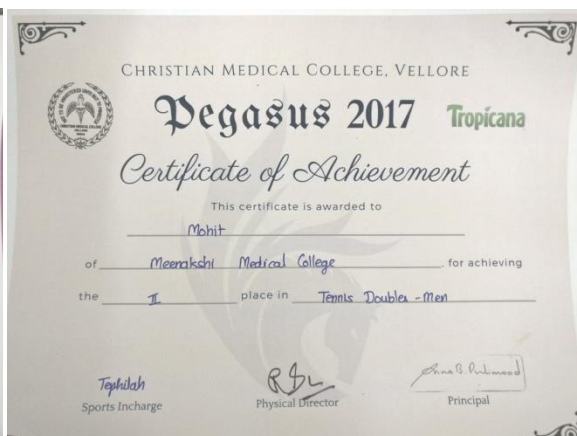 CHRISTIAN MEDICAL COLLEGE, VELLORE
Pegasus 2017
Tropicana
Certificate of Achievement
This certificate is awarded to
Mohit
of Meenakshi Medical College for achieving
the II place in Tennis Doubles - Men
Tephilah
Sports Incharge
Physical Director
Principal